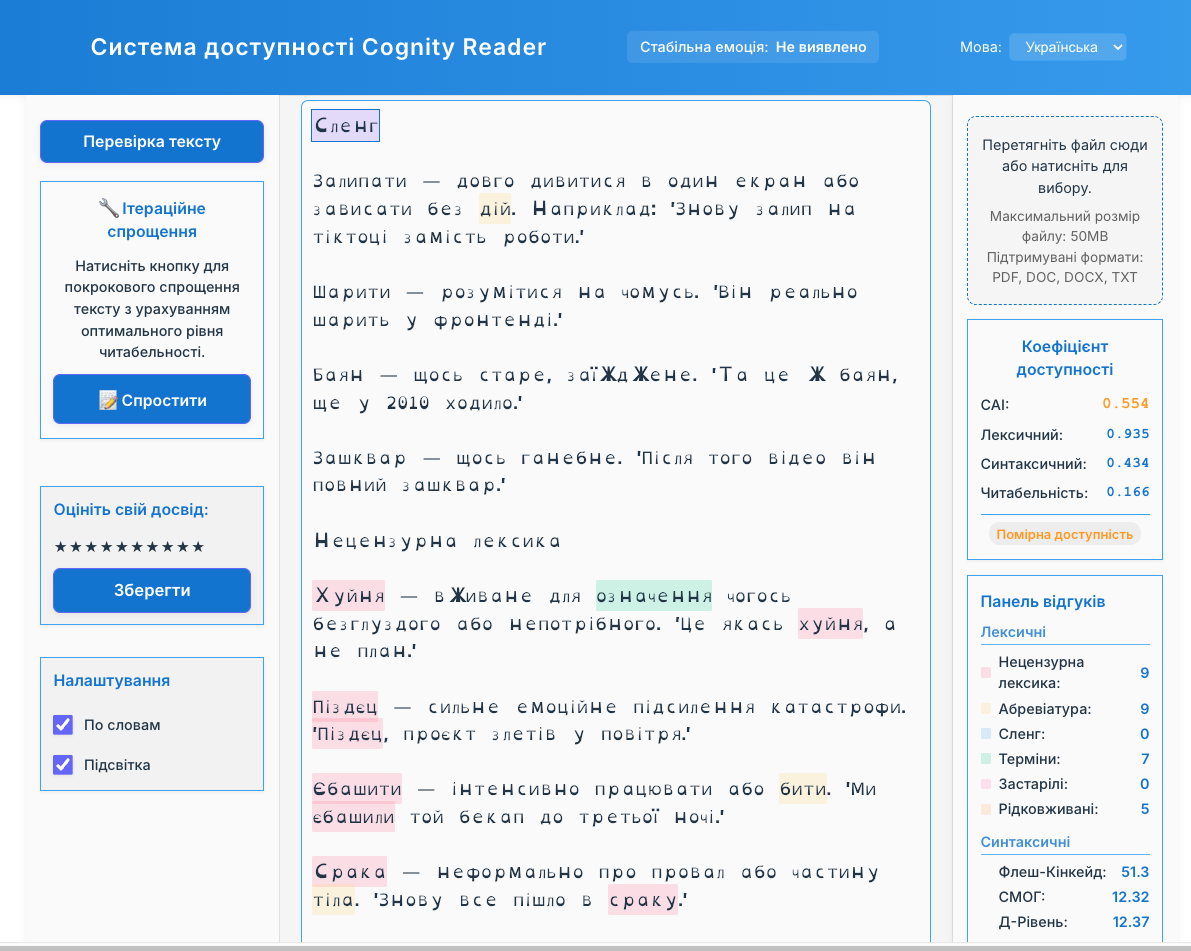 Система доступності Cognity Reader
Стабільна емоція: Не виявлено
Мова: Українська
Перевірка тексту
🔧 Ітераційне
спрощення
Натисніть кнопку для
покрокового спрощення
тексту з урахуванням
оптимального рівня
читабельності.
📝 Спростити
Оцініть свій досвід:
★★★★★★★★★★
Зберегти
Налаштування
По словам
Підсвітка
Сленг
Залипати — довго дивитися в один екран або
зависати без дій. Наприклад: 'Знову залип на
тіктоці замість роботи.'
Шарити — розумітися на чомусь. 'Він реально
шарить у фронтенді.'
Баян — щось старе, заїЖдЖене. 'Та це Ж баян,
ще у 2010 ходило.'
Зашквар — щось ганебне. 'Після того відео він
повний зашквар.'
Нецензурна лексика
Хуйня — вЖиване для означення чогось
безглуздого або непотрібного. 'Це якась хуйня, а
не план.'
Піздєц — сильне емоційне підсилення катастрофи.
'Піздєц, проєкт злетів у повітря.'
Єбашити — інтенсивно працювати або бити. 'Ми
єбашили той бекап до третьої ночі.'
Срака — неформально про провал або частину
тіла. 'Знову все пішло в сраку.'
Перетягніть файл сюди
або натисніть для
вибору.
Максимальний розмір
файлу: 50MB
Підтримувані формати:
PDF, DOC, DOCX, TXT
Коефіцієнт
доступності
CAI: 0.554
Лексичний: 0.935
Синтаксичний: 0.434
Читабельність: 0.166
Помірна доступність
Панель відгуків
Лексичні
Нецензурна
лексика: 9
Абревіатура: 9
Сленг: 0
Терміни: 7
Застарілі: 0
Рідковживані: 5
Синтаксичні
Флеш-Кінкейд: 51.3
СМОГ: 12.32
Д-Рівень: 12.37